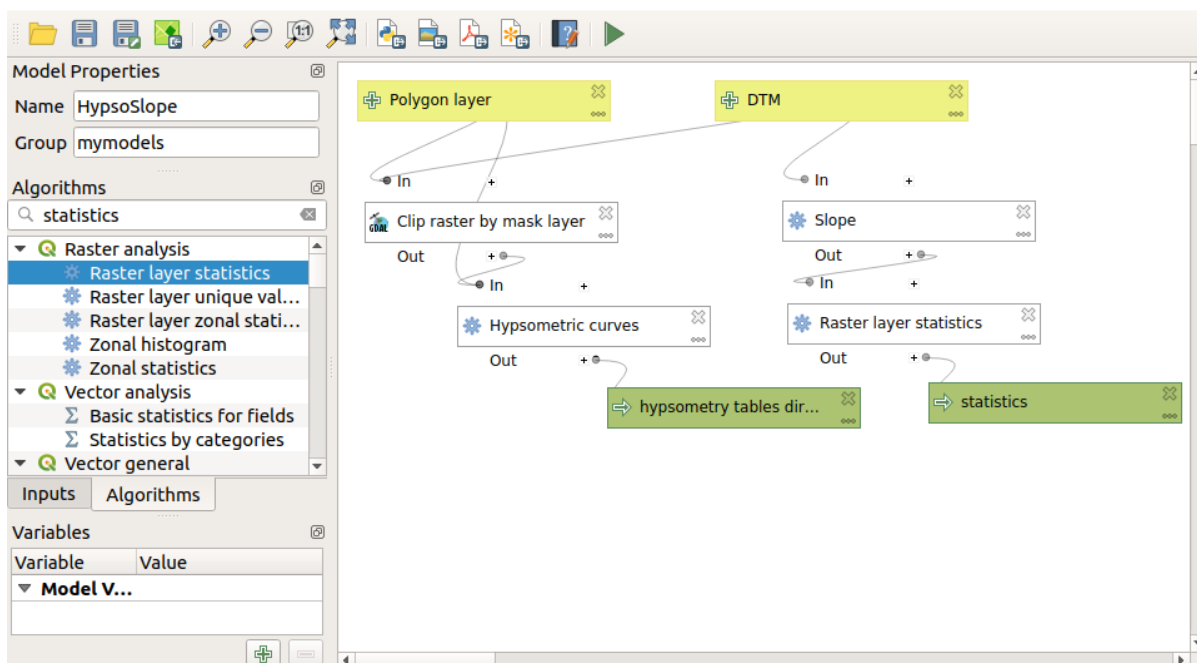 1:1
Model Properties
Name HypsoSlope
Group mymodels
Algorithms
statistics
Raster analysis
Raster layer statistics
Raster layer unique val...
Raster layer zonal stati...
Zonal histogram
Zonal statistics
Vector analysis
Basic statistics for fields
Statistics by categories
Vector general
Inputs Algorithms
Variables
Variable Value
Model V...
Polygon layer
DTM
In
In
GDAL Clip raster by mask layer
Slope
Out
Out
In
In
Hypsometric curves
Raster layer statistics
Out
Out
hypsometry tables dir...
statistics